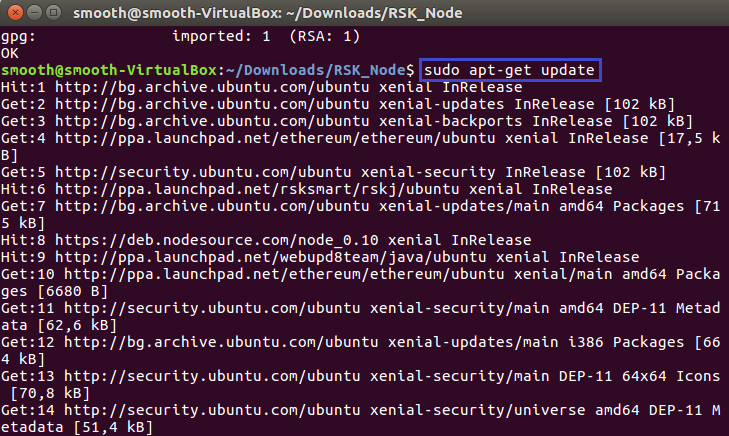 smooth@smooth-VirtualBox: ~/Downloads/RSK_Node
gpg:               imported: 1  (RSA: 1)
OK
smooth@smooth-VirtualBox:~/Downloads/RSK_Node$ sudo apt-get update
Hit:1 http://bg.archive.ubuntu.com/ubuntu xenial InRelease
Get:2 http://bg.archive.ubuntu.com/ubuntu xenial-updates InRelease [102 kB]
Get:3 http://bg.archive.ubuntu.com/ubuntu xenial-backports InRelease [102 kB]
Get:4 http://ppa.launchpad.net/ethereum/ethereum/ubuntu xenial InRelease [17,5 k
B]
Get:5 http://security.ubuntu.com/ubuntu xenial-security InRelease [102 kB]
Hit:6 http://ppa.launchpad.net/rsksmart/rskj/ubuntu xenial InRelease
Get:7 http://bg.archive.ubuntu.com/ubuntu xenial-updates/main amd64 Packages [71
5 kB]
Hit:8 https://deb.nodesource.com/node_0.10 xenial InRelease
Hit:9 http://ppa.launchpad.net/webupd8team/java/ubuntu xenial InRelease
Get:10 http://ppa.launchpad.net/ethereum/ethereum/ubuntu xenial/main amd64 Packa
ges [6680 B]
Get:11 http://security.ubuntu.com/ubuntu xenial-security/main amd64 DEP-11 Metad
ata [62,6 kB]
Get:12 http://bg.archive.ubuntu.com/ubuntu xenial-updates/main i386 Packages [66
4 kB]
Get:13 http://security.ubuntu.com/ubuntu xenial-security/main DEP-11 64x64 Icons
 [70,8 kB]
Get:14 http://security.ubuntu.com/ubuntu xenial-security/universe amd64 DEP-11 M
etadata [51,4 kB]